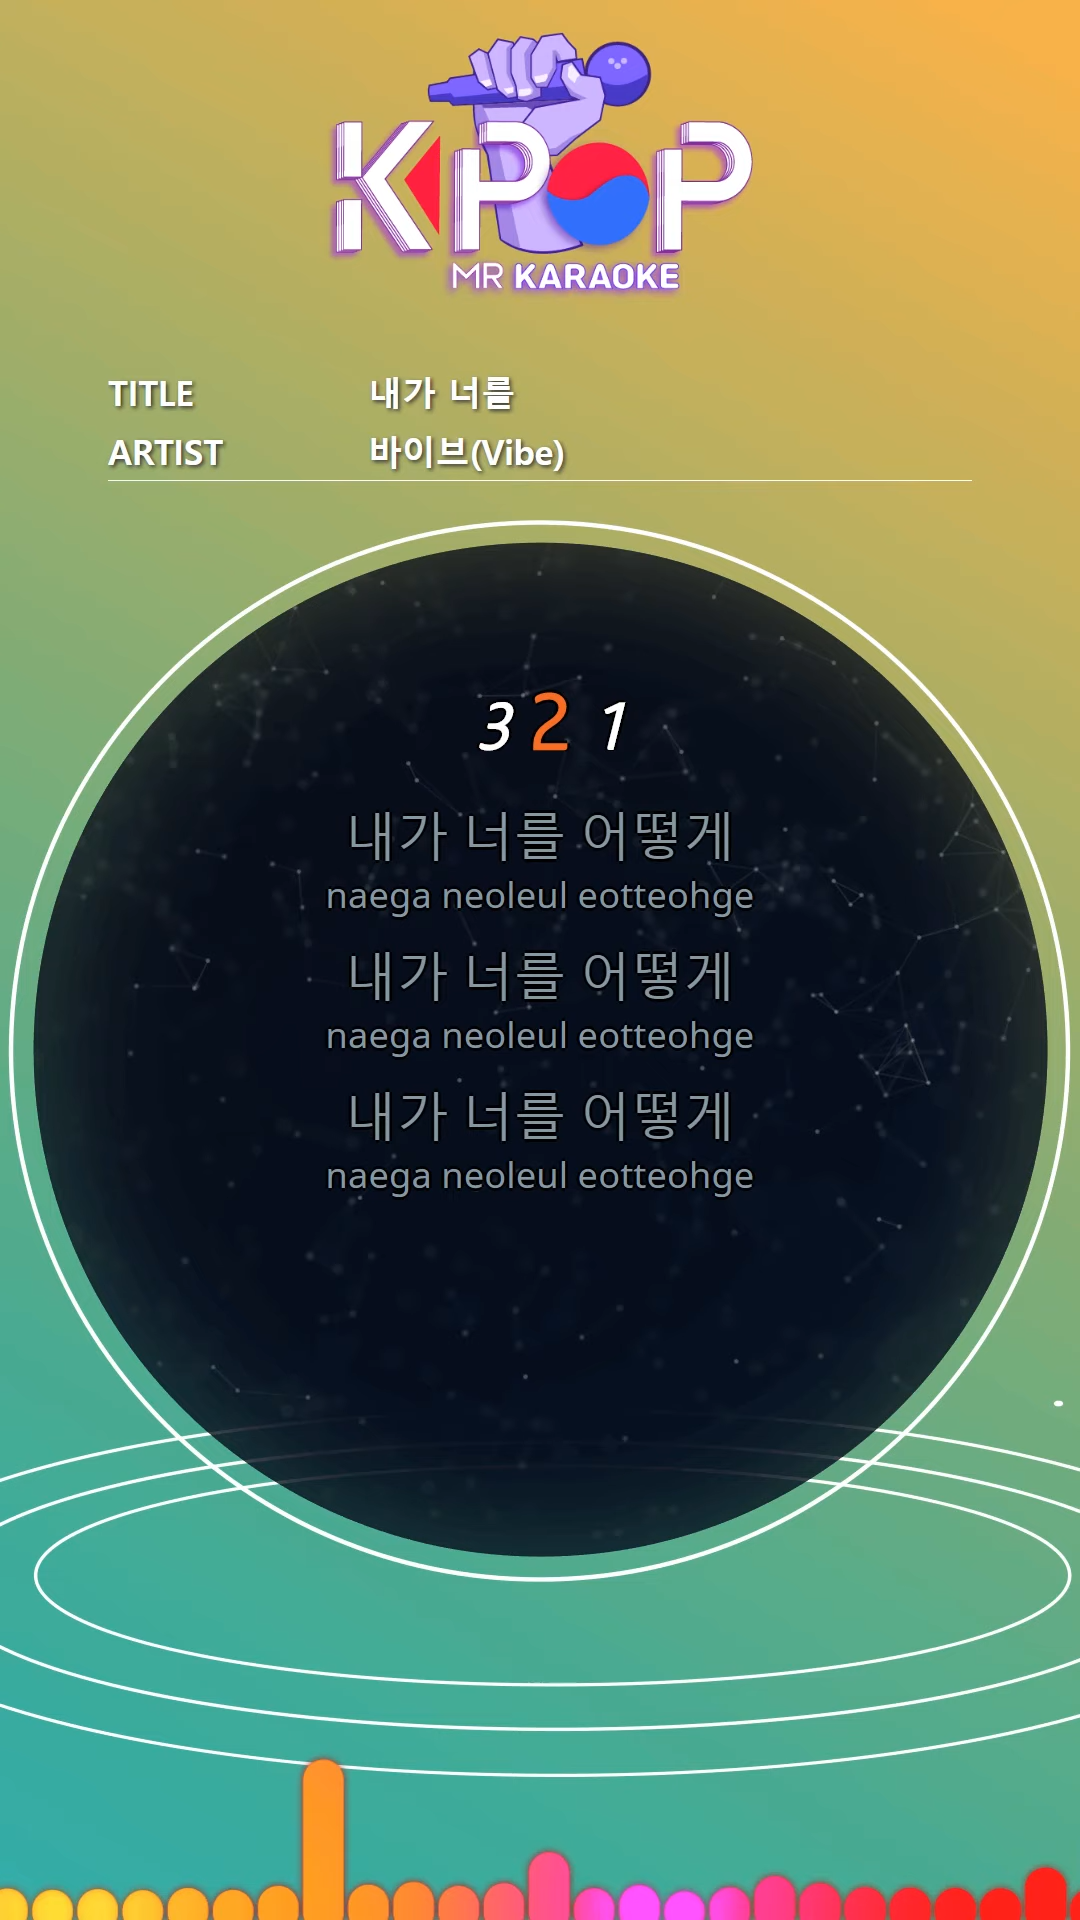 KPOP
MR KARAOKE
TITLE 내가 너를
ARTIST 바이브(Vibe)
3 2 1
내가 너를 어떻게
naega neoleul eotteohge
내가 너를 어떻게
naega neoleul eotteohge
내가 너를 어떻게
naega neoleul eotteohge